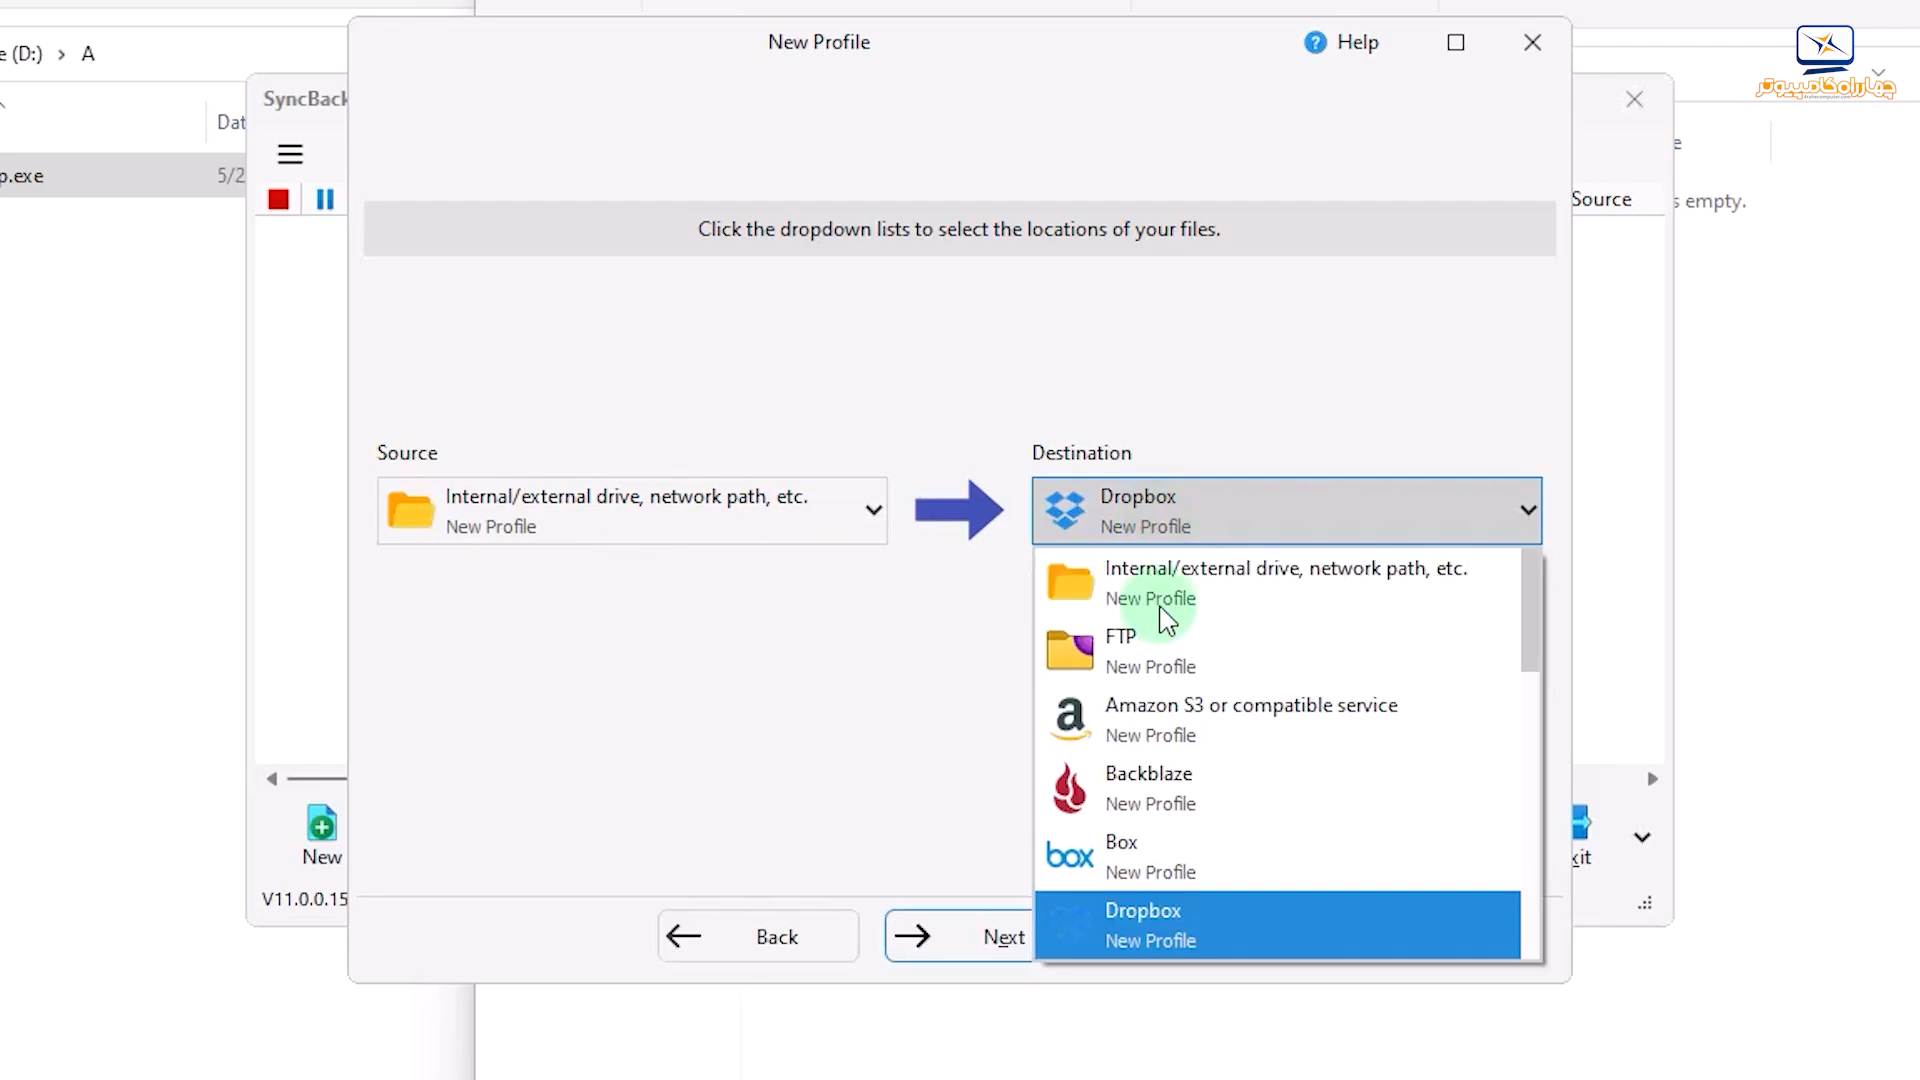 New Profile
Help
e (D:) > A
SyncBack
Dat
e
p.exe
5/2
Source
s empty.
Click the dropdown lists to select the locations of your files.
Source
Internal/external drive, network path, etc.
New Profile
Destination
Dropbox
New Profile
Internal/external drive, network path, etc.
New Profile
FTP
New Profile
Amazon S3 or compatible service
New Profile
Backblaze
New Profile
box
Box
New Profile
Dropbox
New Profile
New
xit
V11.0.0.15
Back
Next
چهارراه کامپیوتر